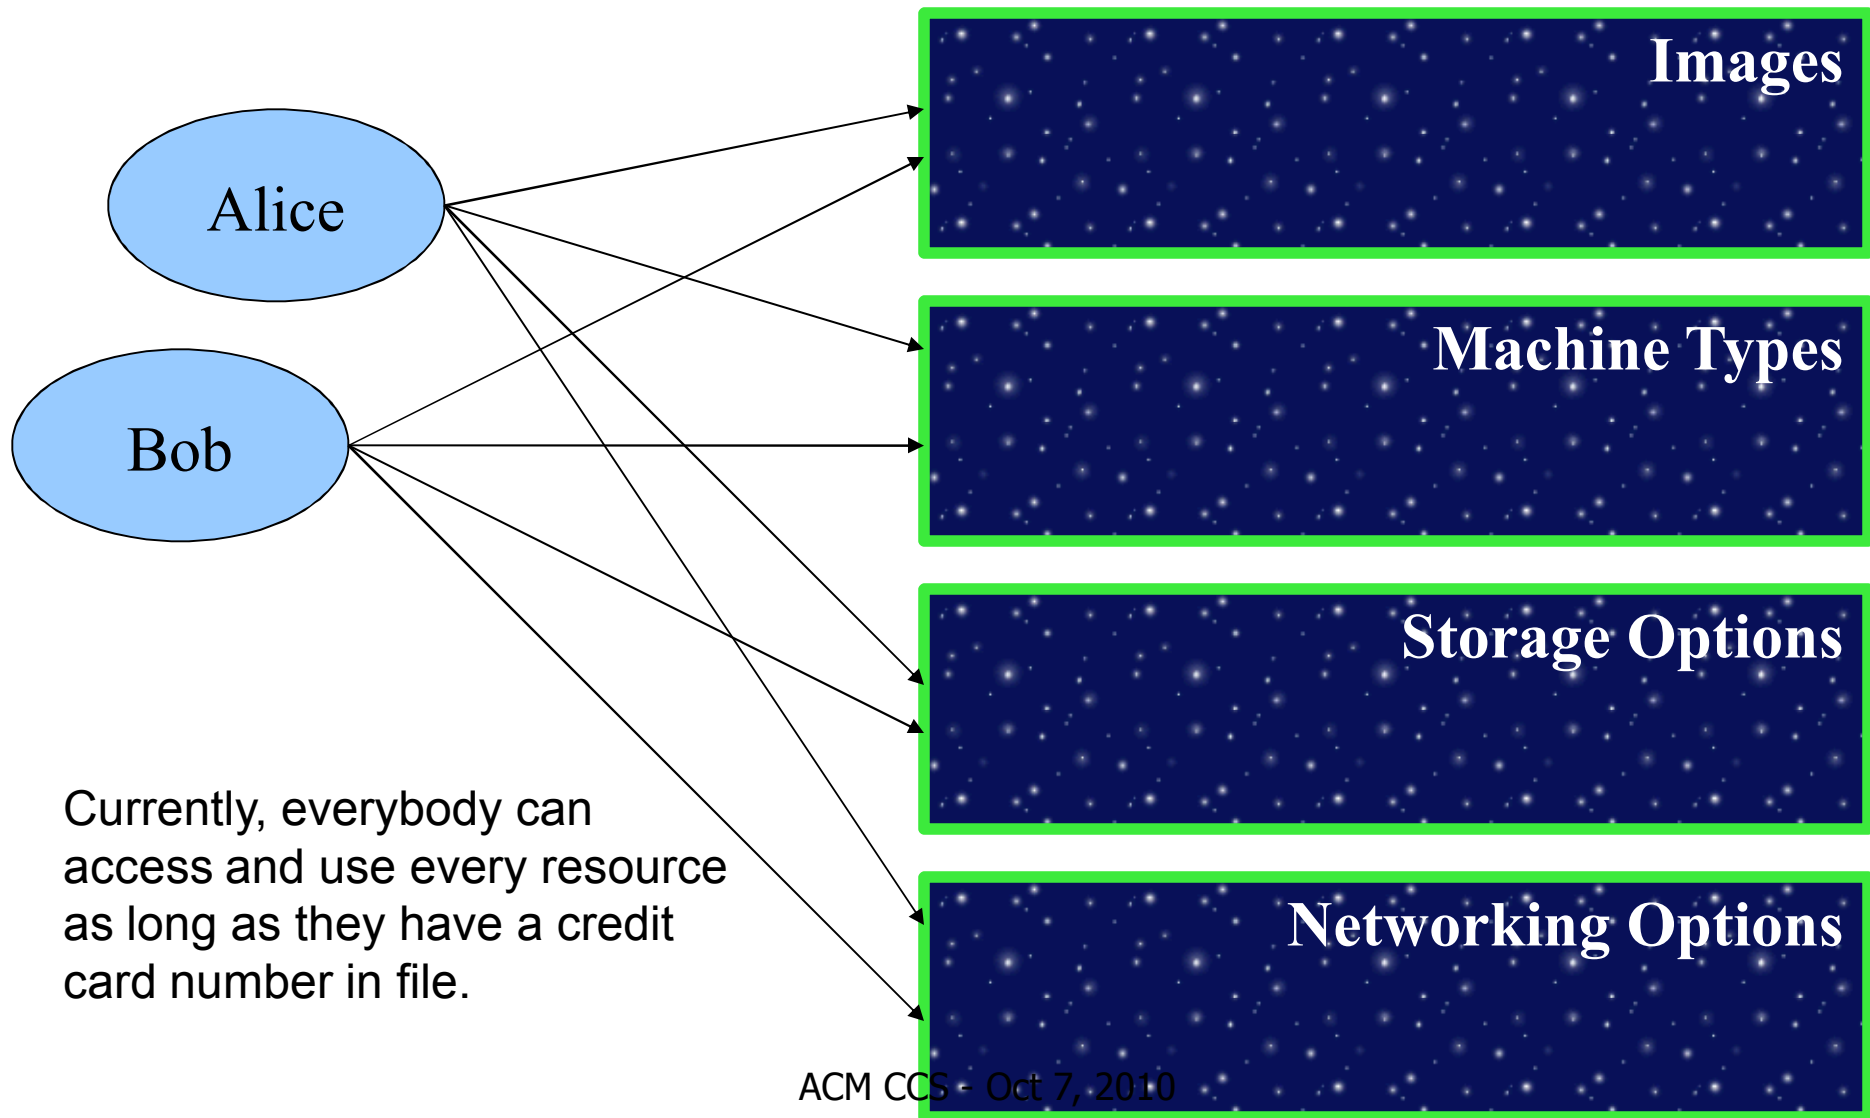 Images
Alice
Machine Types
Bob
Storage Options
Currently, everybody can
access and use every resource
as long as they have a credit
card number in file.
Networking Options
ACM CCS - Oct 7, 2010